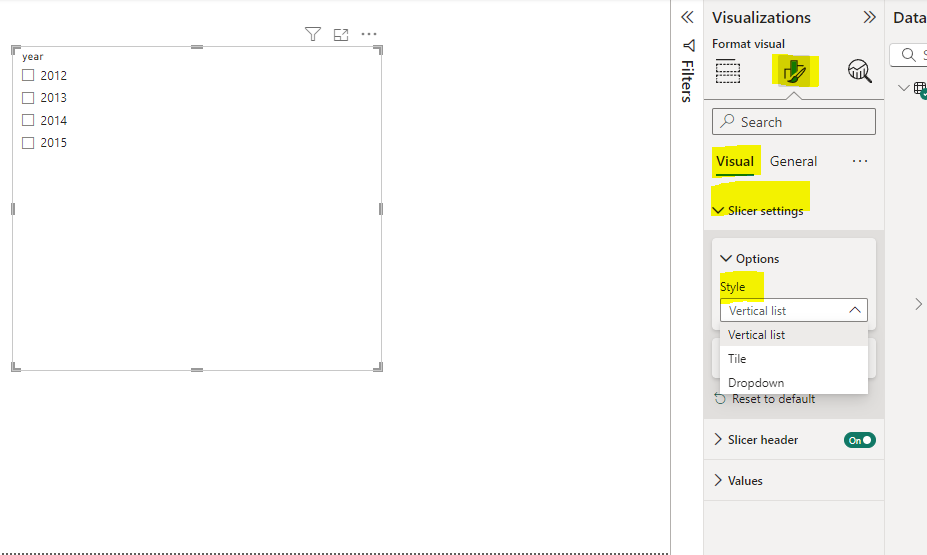 year
2012
2013
2014
2015
Filters
Visualizations
Format visual
Search
Visual General
Slicer settings
Options
Style
Vertical list
Vertical list
Tile
Dropdown
Reset to default
Slicer header On
Values
Data
S